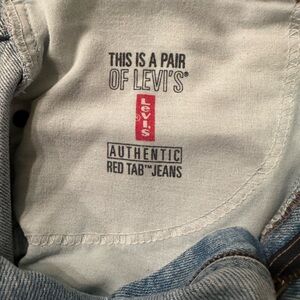 THIS IS A PAIR
OF LEVI'S®
Levi's
®
AUTHENTIC
RED TAB™ JEANS